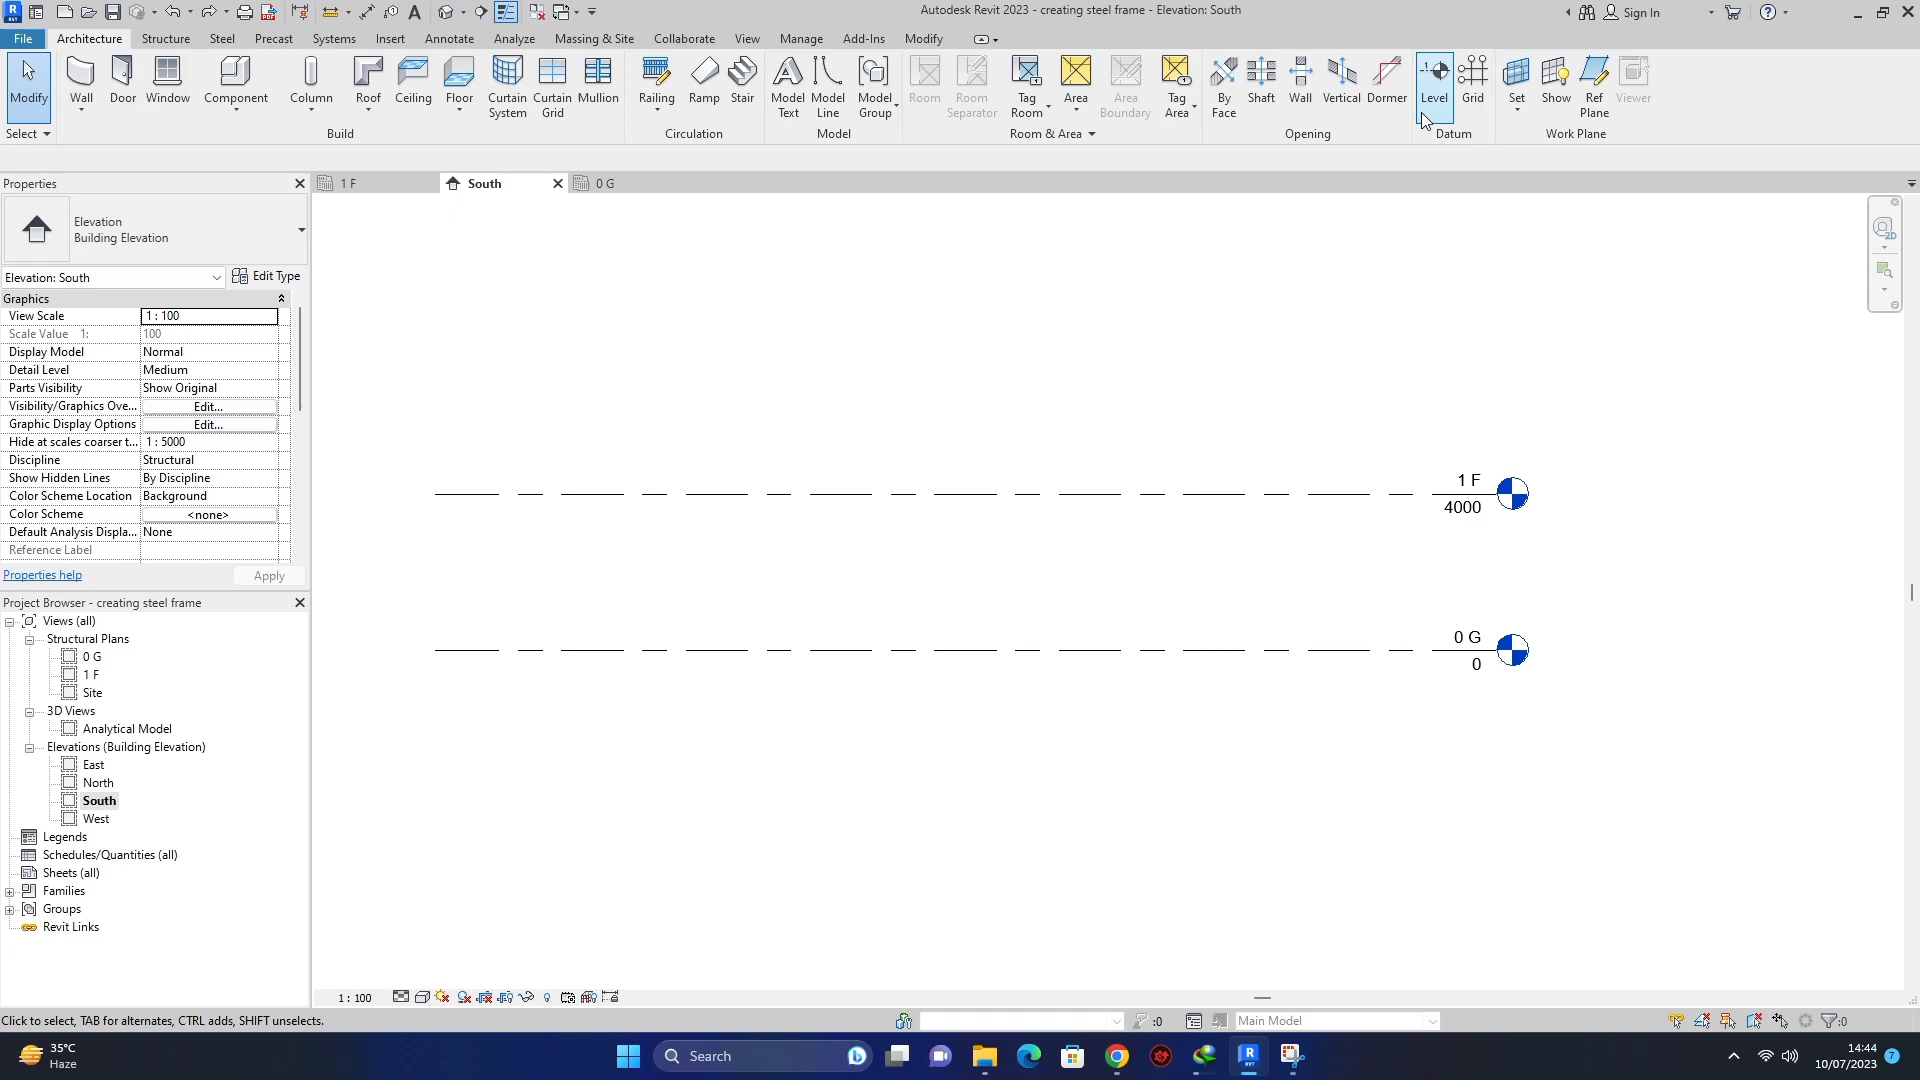 Autodesk Revit 2023 - creating steel frame - Elevation: South
Sign In
File Architecture Structure Steel Precast Systems Insert Annotate Analyze Massing & Site Collaborate View Manage Add-Ins Modify
Modify Wall Door Window Component Column Roof Ceiling Floor Curtain System Curtain Grid Mullion Railing Ramp Stair Model Text Model Line Model Group Room Room Separator Tag Room Area Area Boundary Tag Area By Face Shaft Wall Vertical Dormer Level Grid Set Show Ref Plane Viewer
Select Build Circulation Model Room & Area Opening Datum Work Plane
Properties
1 F
South
0 G
Elevation
Building Elevation
Elevation: South
Edit Type
Graphics
View Scale 1 : 100
Scale Value 1: 100
Display Model Normal
Detail Level Medium
Parts Visibility Show Original
Visibility/Graphics Ove... Edit...
Graphic Display Options Edit...
Hide at scales coarser t... 1 : 5000
Discipline Structural
Show Hidden Lines By Discipline
Color Scheme Location Background
Color Scheme <none>
Default Analysis Displa... None
Reference Label
Properties help Apply
Project Browser - creating steel frame
Views (all)
Structural Plans
0 G
1 F
Site
3D Views
Analytical Model
Elevations (Building Elevation)
East
North
South
West
Legends
Schedules/Quantities (all)
Sheets (all)
Families
Groups
Revit Links
1 F
4000
0 G
0
1 : 100
Click to select, TAB for alternates, CTRL adds, SHIFT unselects.
:0
Main Model
:0
35°C
Haze
Search
14:44
10/07/2023
7